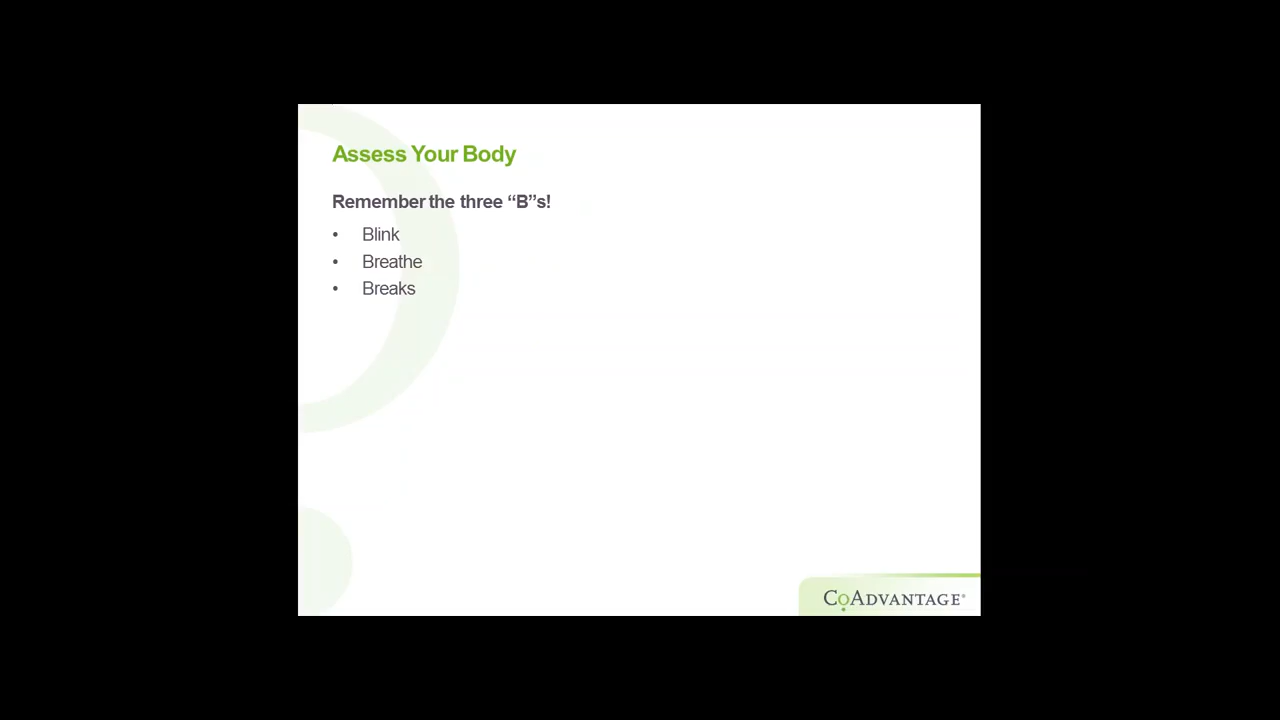 Assess Your Body
Remember the three “B”s!
• Blink
• Breathe
• Breaks
CoAdvantage®